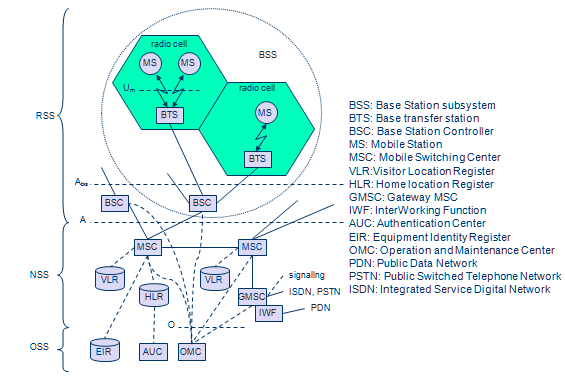 radio cell
BSS
MS
MS
radio cell
Um
MS
RSS
BTS
BTS
BSS: Base Station subsystem
BTS: Base transfer station
BSC: Base Station Controller
MS: Mobile Station
MSC: Mobile Switching Center
VLR:Visitor Location Register
HLR: Home location Register
GMSC: Gateway MSC
IWF: InterWorking Function
AUC: Authentication Center
EIR: Equipment Identity Register
OMC: Operation and Maintenance Center
PDN: Public Data Network
PSTN: Public Switched Telephone Network
ISDN: Integrated Service Digital Network
Abis
BSC
BSC
A
MSC
MSC
NSS
VLR
VLR
signaling
HLR
GMSC
ISDN, PSTN
IWF
PDN
O
OSS
EIR
AUC
OMC